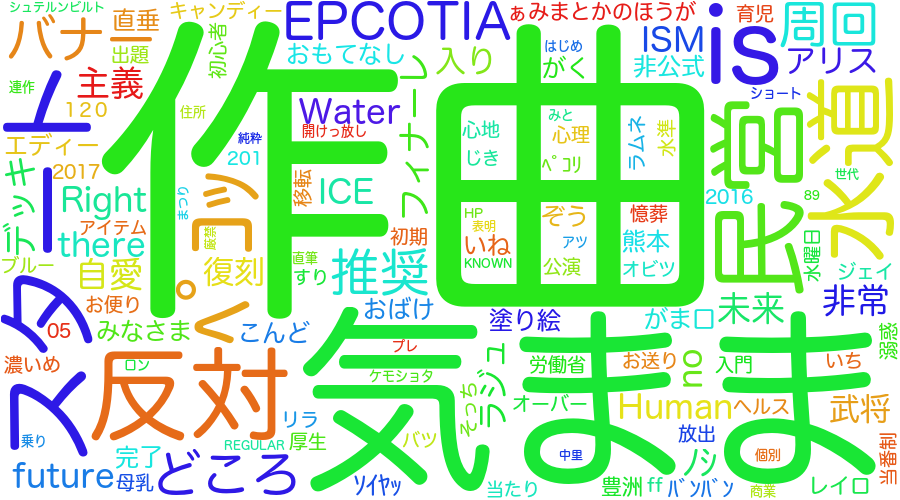 シュテルンビルト
キャンディー
EPCOTIA
ぁみまとかのほうが
育児
周回
バナ
直垂
出題
初心者
おもてなし
入り
はじめ
がく
ISM
非公式
is
アリス
ショート
連作
主義
120
住所
純粋
開けっ放し
Water
フィナーレ
作曲
心地
みと
心理
ラムネ
水準
民営
水道
スタート
エディー
2017
201
移転
ICE
じき
ペコリ
2016
89
世代
デッキ
Right
アイテム
まつり
ペコッ。
厳禁
初期
HP
表明
いね
ぞう
アツ
憶葬
熊本
there
ブルー
自愛
復刻
直筆
すり
推奨
KNOWN
公演
オビツ
水曜日
ジェイ
お便り
みなさま
こんど
おばけ
塗り絵
がま口
未来
非常
05
濃いめ
ロン
反対
プレ
ケモショタ
気
まま
ラジュ
そっち
労働省
お送り
no
入門
いち
溺惑
オーバー
Human
ヘルス
武将
乗り
リラ
REGULAR
厚生
バツ
放出
中里
個別
当番制
完了
future
母乳
どころ
ソイヤッ
当たり
豊洲
ff
ノシ
バンバン
商業
レイロ